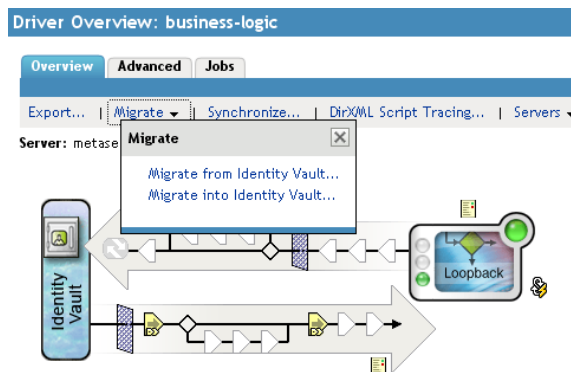 Driver Overview: business-logic
Overview Advanced Jobs
Export... | Migrate | Synchronize... | DirXML Script Tracing... | Servers
Server: metase
Migrate
Migrate from Identity Vault...
Migrate into Identity Vault...
Loopback
Identity
Vault